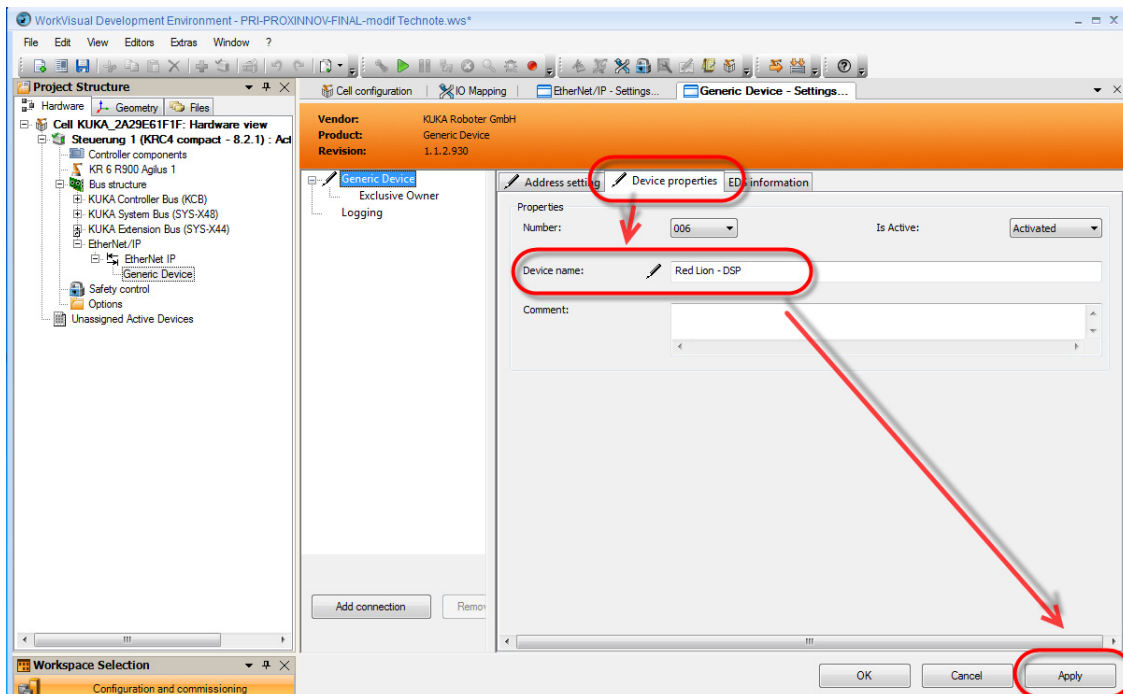 WorkVisual Development Environment - PRI-PROXINNOV-FINAL-modif Technote.wvs*
File Edit View Editors Extras Window ?
Project Structure
Hardware Geometry Files
Cell KUKA_2A29E61F1F: Hardware view
Steuerung 1 (KRC4 compact - 8.2.1) : Act
Controller components
KR 6 R900 Agilus 1
Bus structure
KUKA Controller Bus (KCB)
KUKA System Bus (SYS-X48)
KUKA Extension Bus (SYS-X44)
EtherNet/IP
EtherNet IP
Generic Device
Safety control
Options
Unassigned Active Devices
Cell configuration IO Mapping EtherNet/IP - Settings... Generic Device - Settings...
Vendor: KUKA Roboter GmbH
Product: Generic Device
Revision: 1.1.2.930
Generic Device
Exclusive Owner
Logging
Address setting Device properties EDS information
Properties
Number: 006 Is Active: Activated
Device name: Red Lion - DSP
Comment:
Add connection Remov
OK Cancel Apply
Workspace Selection
Configuration and commissioning